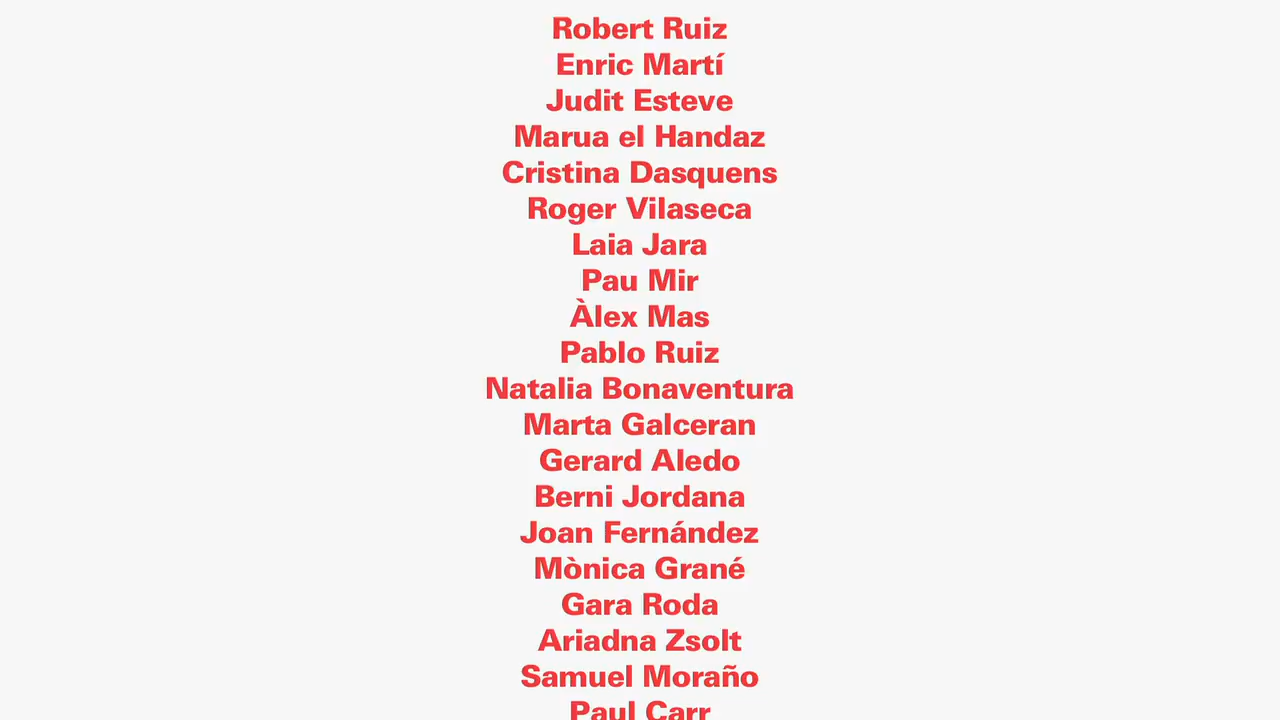 Robert Ruiz
Enric Martí
Judit Esteve
Marua el Handaz
Cristina Dasquens
Roger Vilaseca
Laia Jara
Pau Mir
Àlex Mas
Pablo Ruiz
Natalia Bonaventura
Marta Galceran
Gerard Aledo
Berni Jordana
Joan Fernández
Mònica Grané
Gara Roda
Ariadna Zsolt
Samuel Moraño
Paul Carr